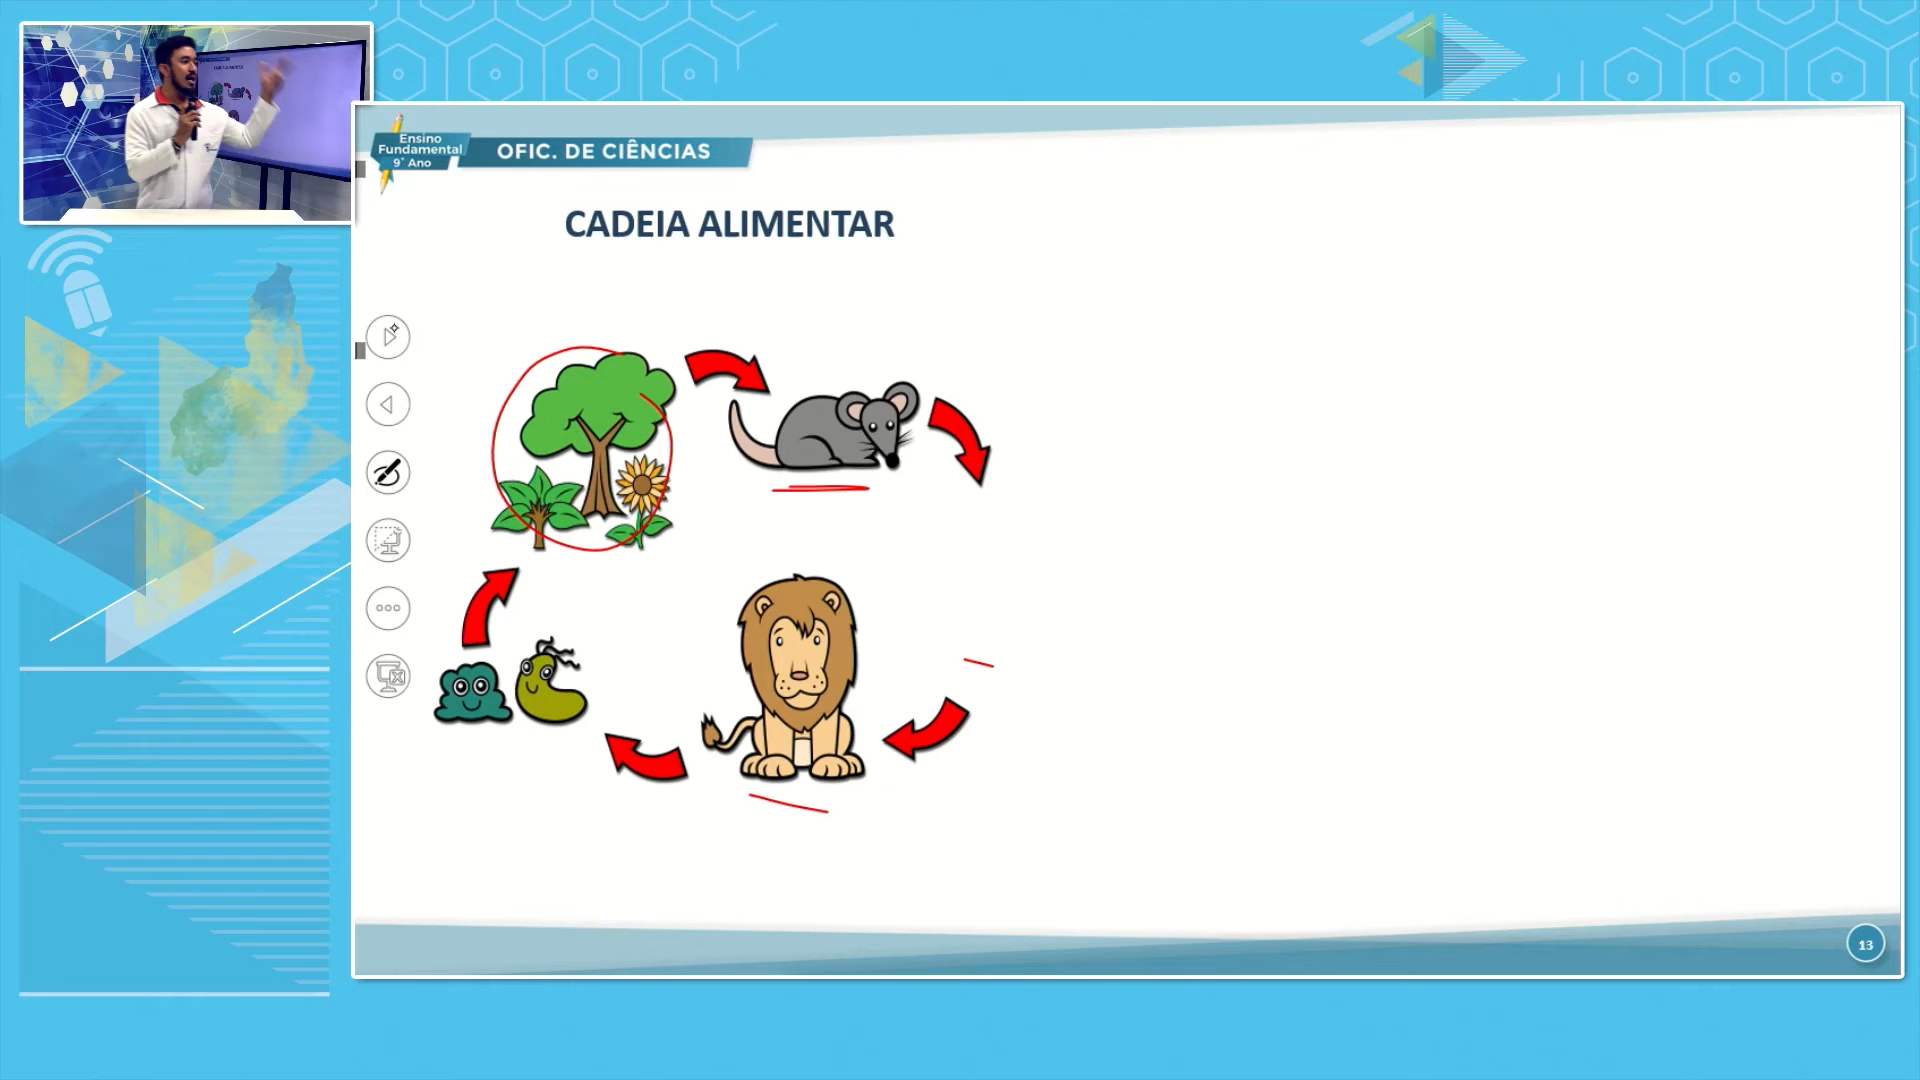 Ensino
Fundamental
9° Ano
OFIC. DE CIÊNCIAS
CADEIA ALIMENTAR
13